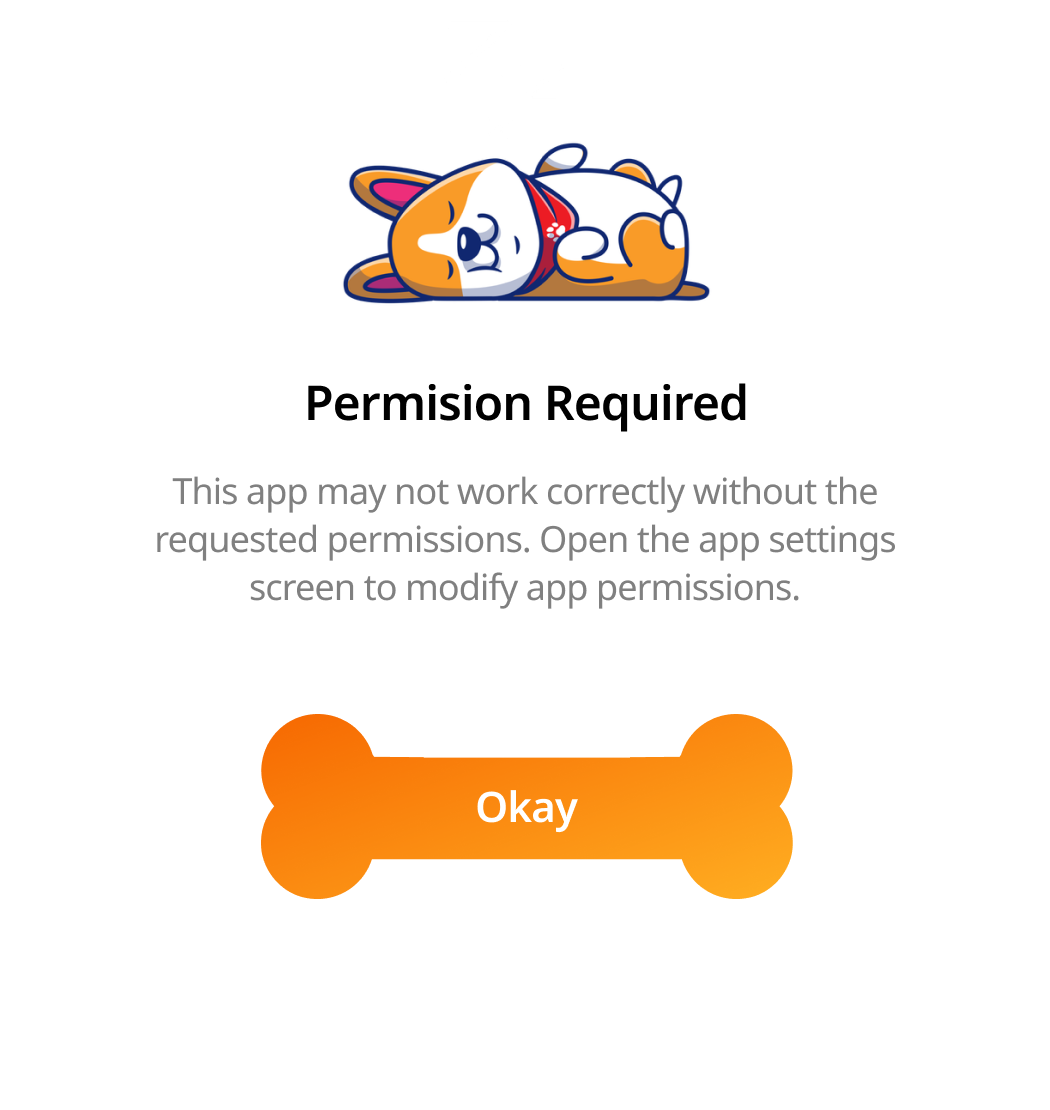 Permision Required
This app may not work correctly without the
requested permissions. Open the app settings
screen to modify app permissions.
Okay